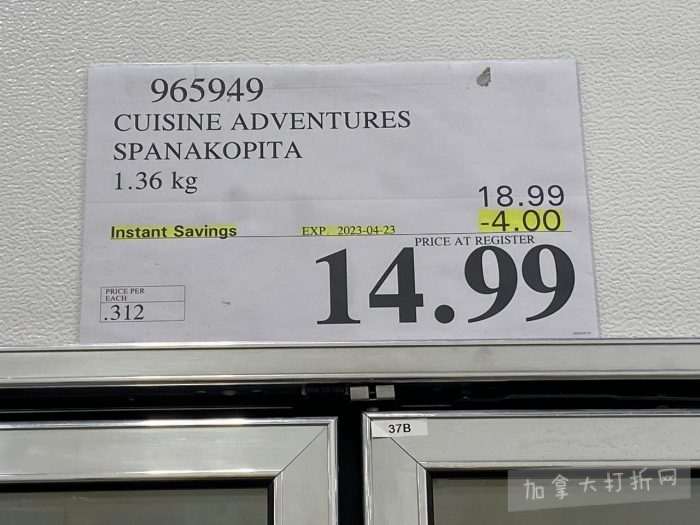 965949
CUISINE ADVENTURES
SPANAKOPITA
1.36 kg
18.99
Instant Savings EXP. 2023-04-23 -4.00
PRICE AT REGISTER
14.99
PRICE PER
EACH
.312
37B
加拿大打折网